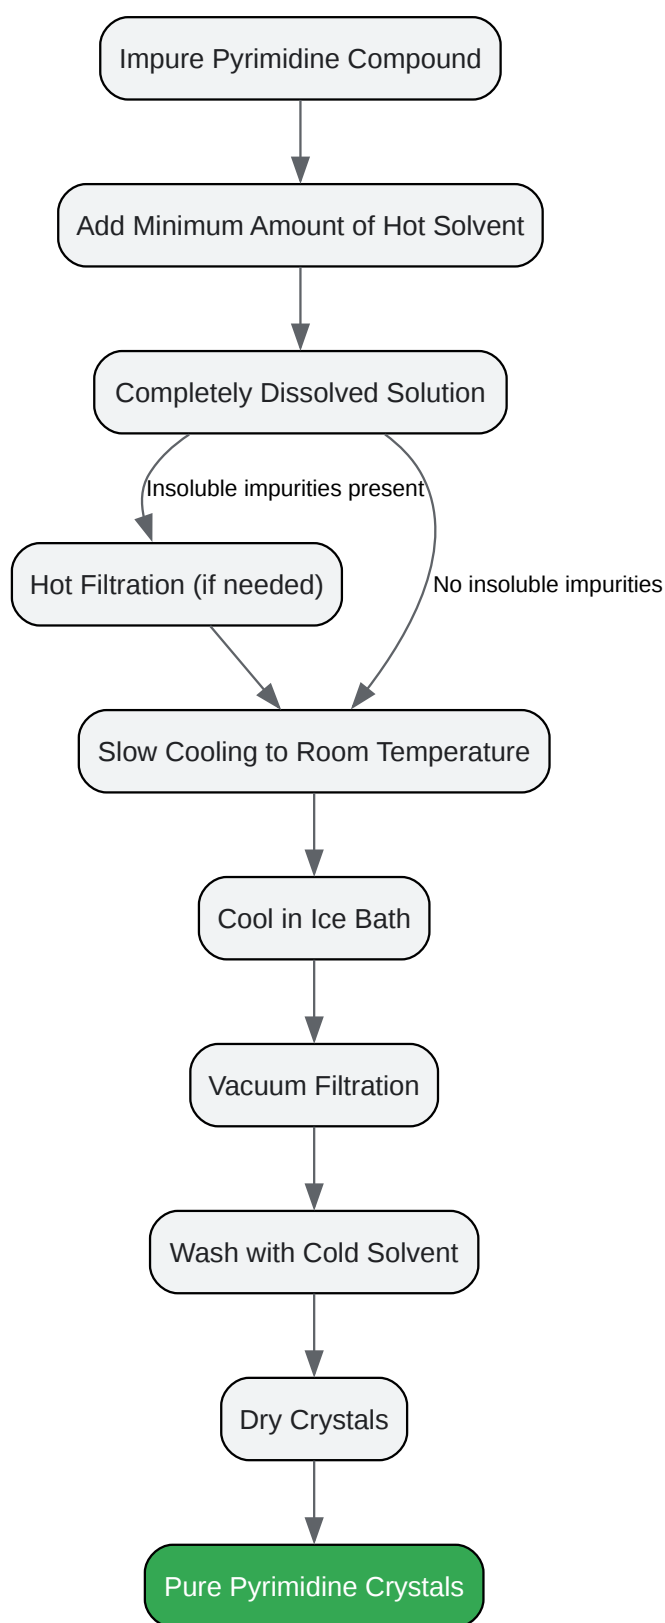 Impure Pyrimidine Compound
Add Minimum Amount of Hot Solvent
Completely Dissolved Solution
Insoluble impurities present
Hot Filtration (if needed)
No insoluble impurities
Slow Cooling to Room Temperature
Cool in Ice Bath
Vacuum Filtration
Wash with Cold Solvent
Dry Crystals
Pure Pyrimidine Crystals